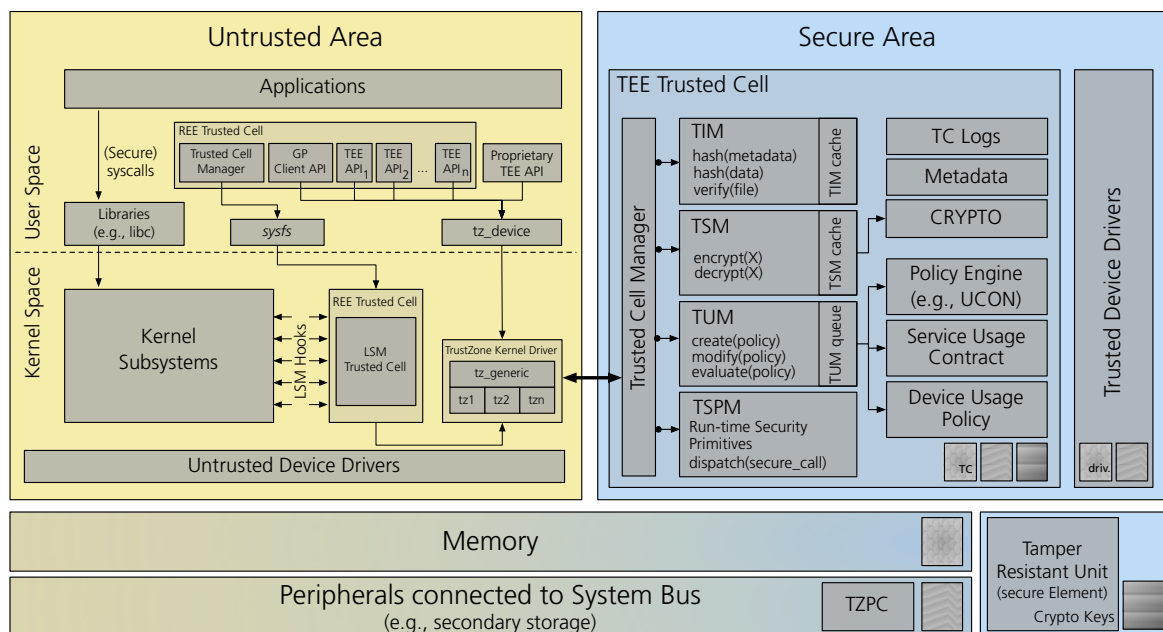 Untrusted Area
Applications
User Space
(Secure)
syscalls
REE Trusted Cell
Trusted Cell
Manager
GP
Client API
TEE
API1
TEE
API2
...
TEE
APIn
Proprietary
TEE API
Libraries
(e.g., libc)
sysfs
tz_device
Kernel Space
Kernel
Subsystems
LSM Hooks
REE Trusted Cell
LSM
Trusted Cell
TrustZone Kernel Driver
tz_generic
tz1
tz2
tzn
Untrusted Device Drivers
Secure Area
TEE Trusted Cell
Trusted Cell Manager
TIM
hash(metadata)
hash(data)
verify(file)
TIM cache
TSM
encrypt(X)
decrypt(X)
TSM cache
TUM
create(policy)
modify(policy)
evaluate(policy)
TUM queue
TSPM
Run-time Security
Primitives
dispatch(secure_call)
TC Logs
Metadata
CRYPTO
Policy Engine
(e.g., UCON)
Service Usage
Contract
Device Usage
Policy
TC
Trusted Device Drivers
driv.
Memory
Peripherals connected to System Bus
(e.g., secondary storage)
TZPC
Tamper
Resistant Unit
(secure Element)
Crypto Keys